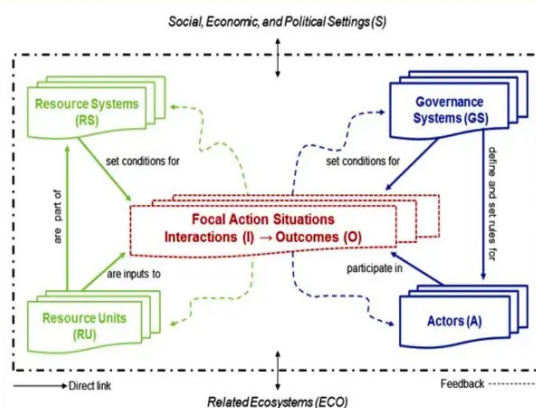 Social, Economic, and Political Settings (S)
Resource Systems
(RS)
Governance
Systems (GS)
set conditions for
set conditions for
define and set rules for
are part of
Focal Action Situations
Interactions (I) → Outcomes (O)
are inputs to
participate in
Resource Units
(RU)
Actors (A)
Direct link
Feedback
Related Ecosystems (ECO)